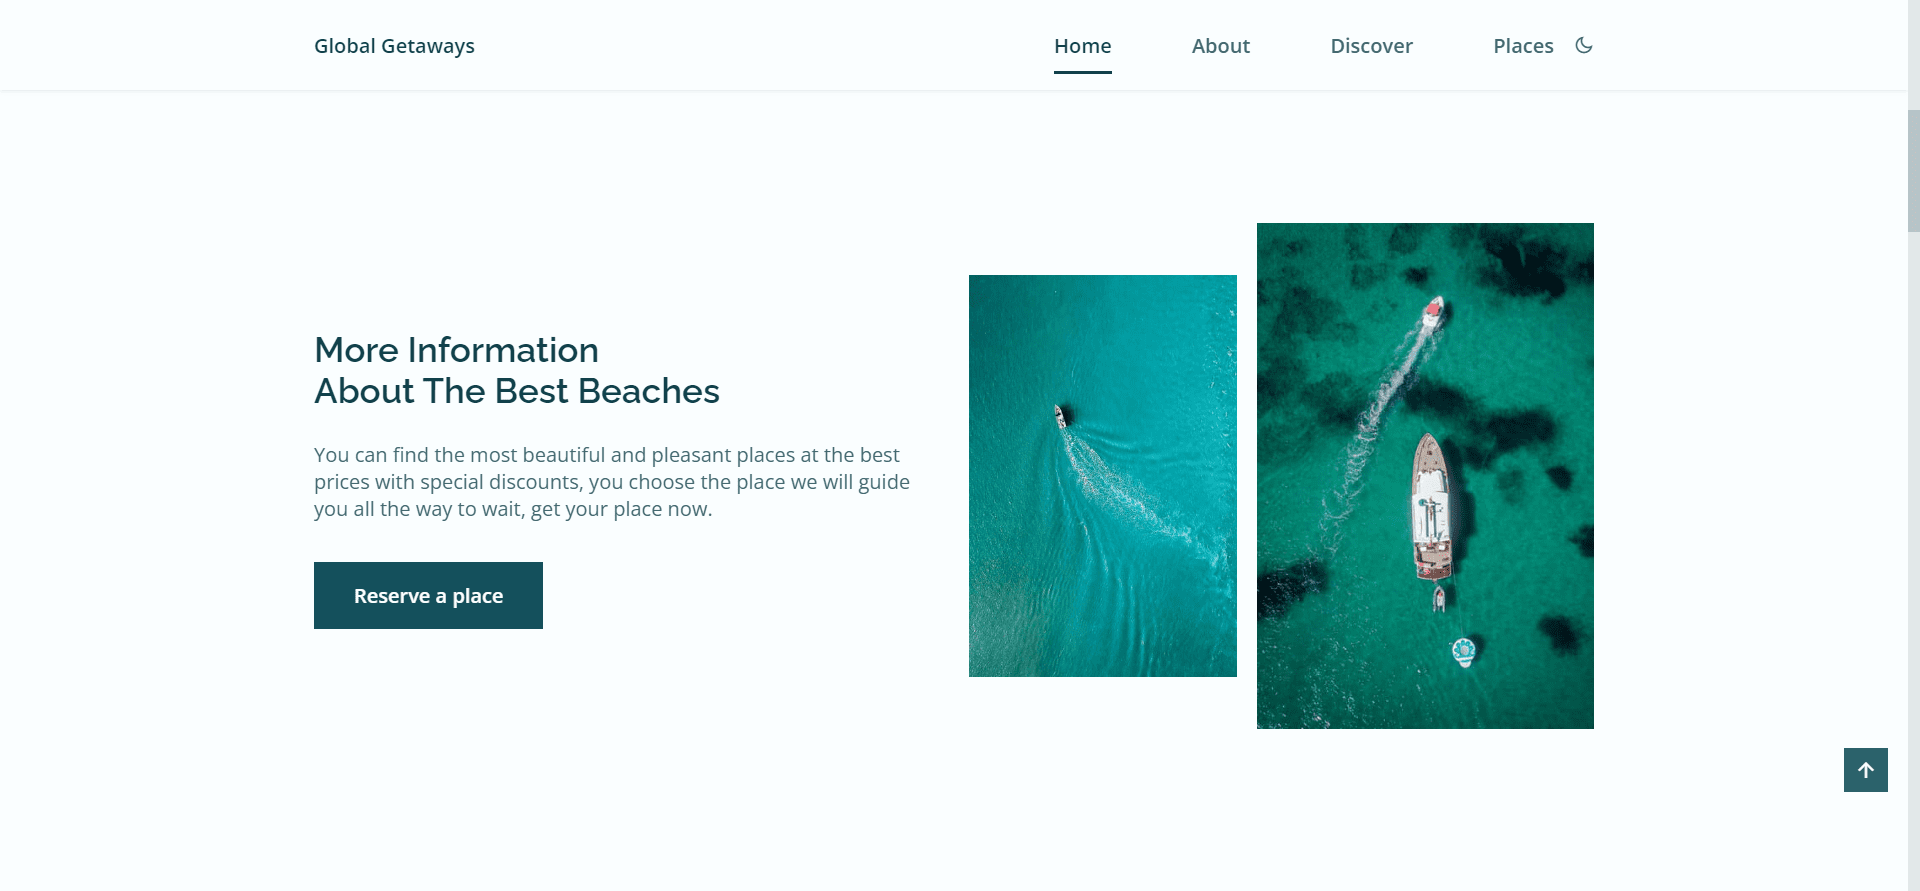 Global Getaways
Home
About
Discover
Places
More Information
About The Best Beaches
You can find the most beautiful and pleasant places at the best
prices with special discounts, you choose the place we will guide
you all the way to wait, get your place now.
Reserve a place